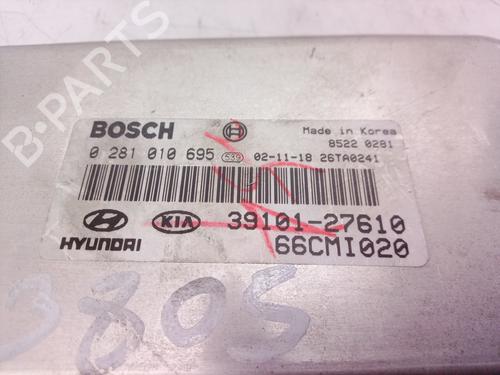 B-PARTS
BOSCH
Made in Korea
8522 0281
0 281 010 695 539 02-11-18 26TA0241
HYUNDAI KIA 39101-27610
66CMI020
3805